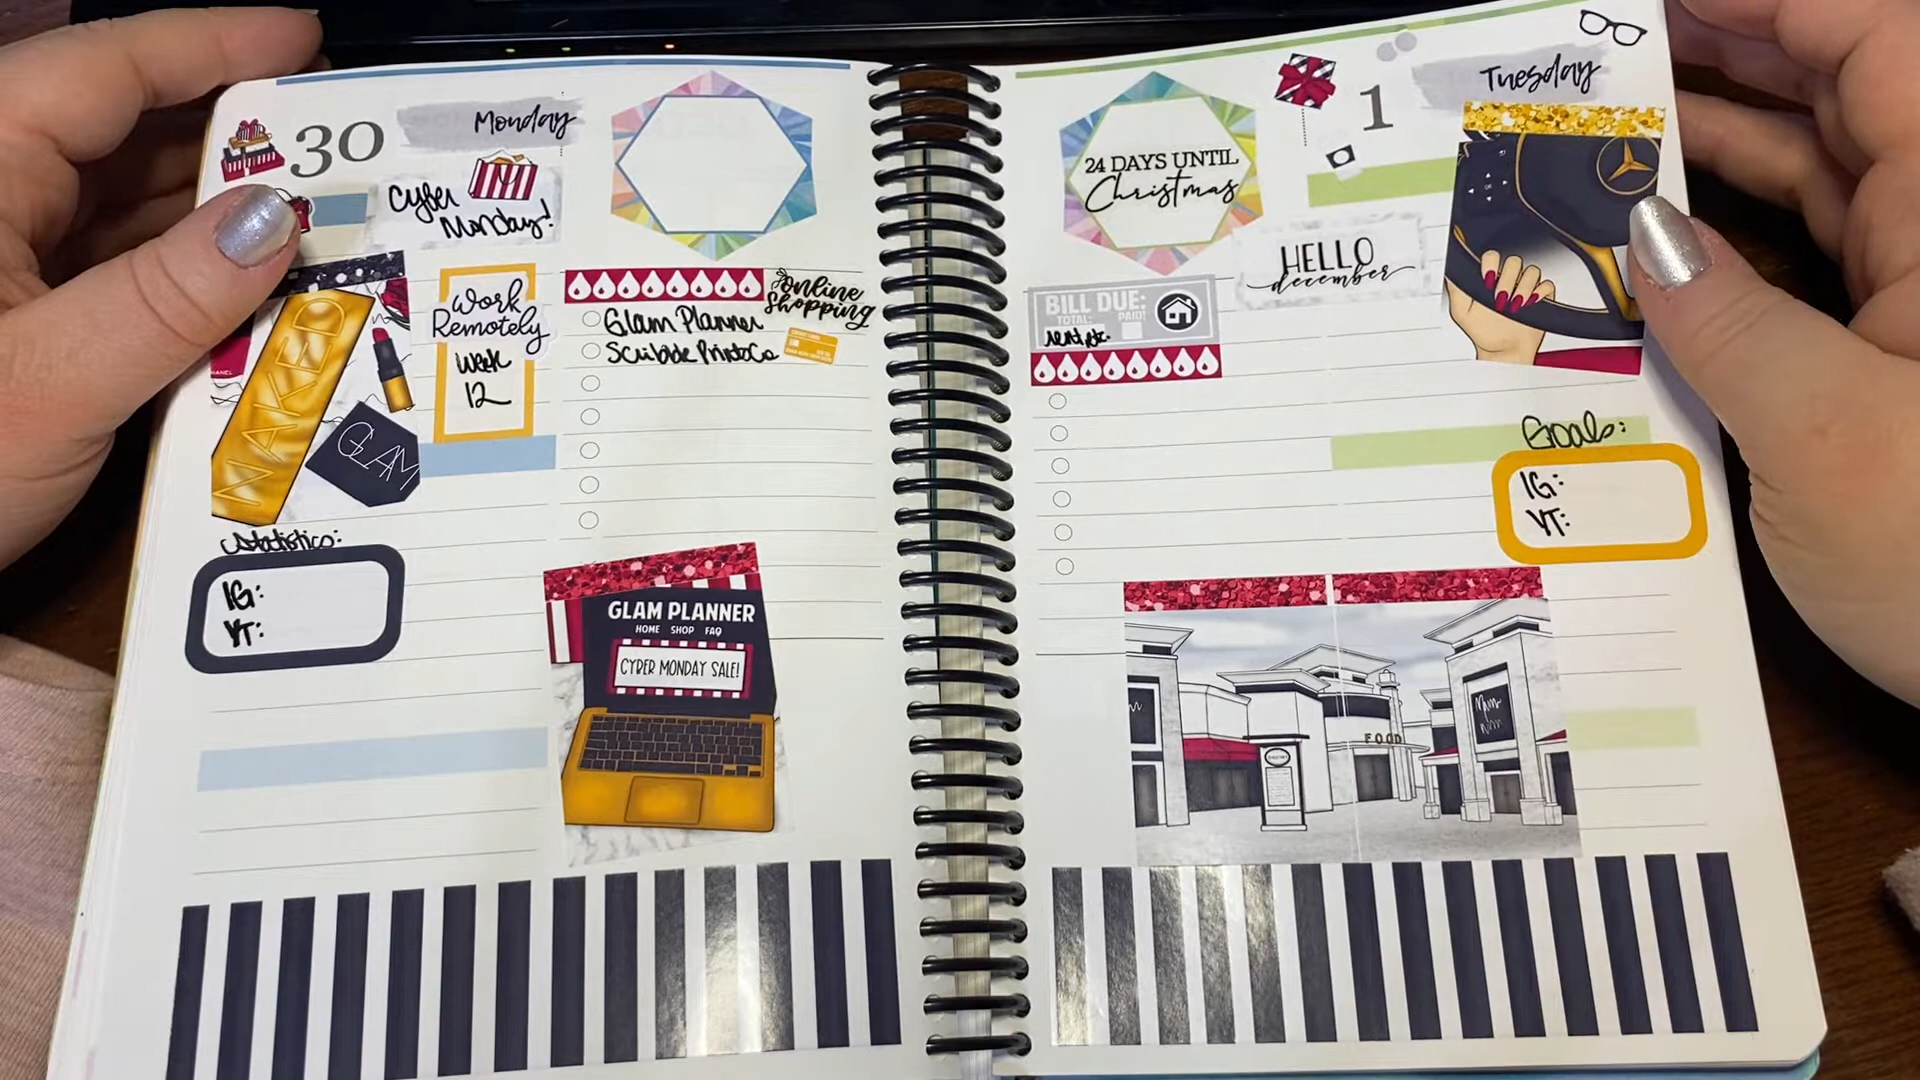 30
Monday
Cyber
Monday!
NAKED
GLAM
Work
Remotely
Week
12
online
shopping
Glam Planner
Scribble PrintsCo
Statistics:
IG:
YT:
GLAM PLANNER
HOME SHOP FAQ
CYBER MONDAY SALE!
24 DAYS UNTIL
Christmas
1
Tuesday
HELLO
december
BILL DUE:
TOTAL: PAID!
Goals:
IG:
YT:
FOOD